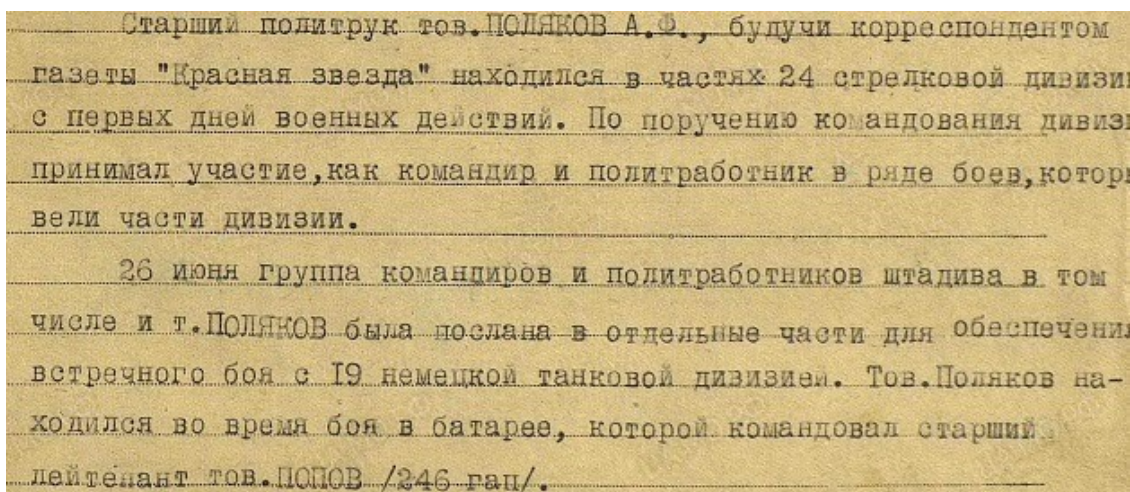 Старший политрук тов.ПОЛЯКОВ А.Ф., будучи корреспондентом
газеты "Красная звезда" находился в частях 24 стрелковой дивизии
с первых дней военных действий. По поручению командования дивизи
принимал участие,как командир и политработник в ряде боев,которы
вели части дивизии.
26 июня группа командиров и политработников штадива в том
числе и т.ПОЛЯКОВ была послана в отдельные части для обеспечения
встречного боя с I9 немецкой танковой дивизией. Тов.Поляков на-
ходился во время боя в батарее, которой командовал старший
лейтенант тов.ПОПОВ /246 гап/.